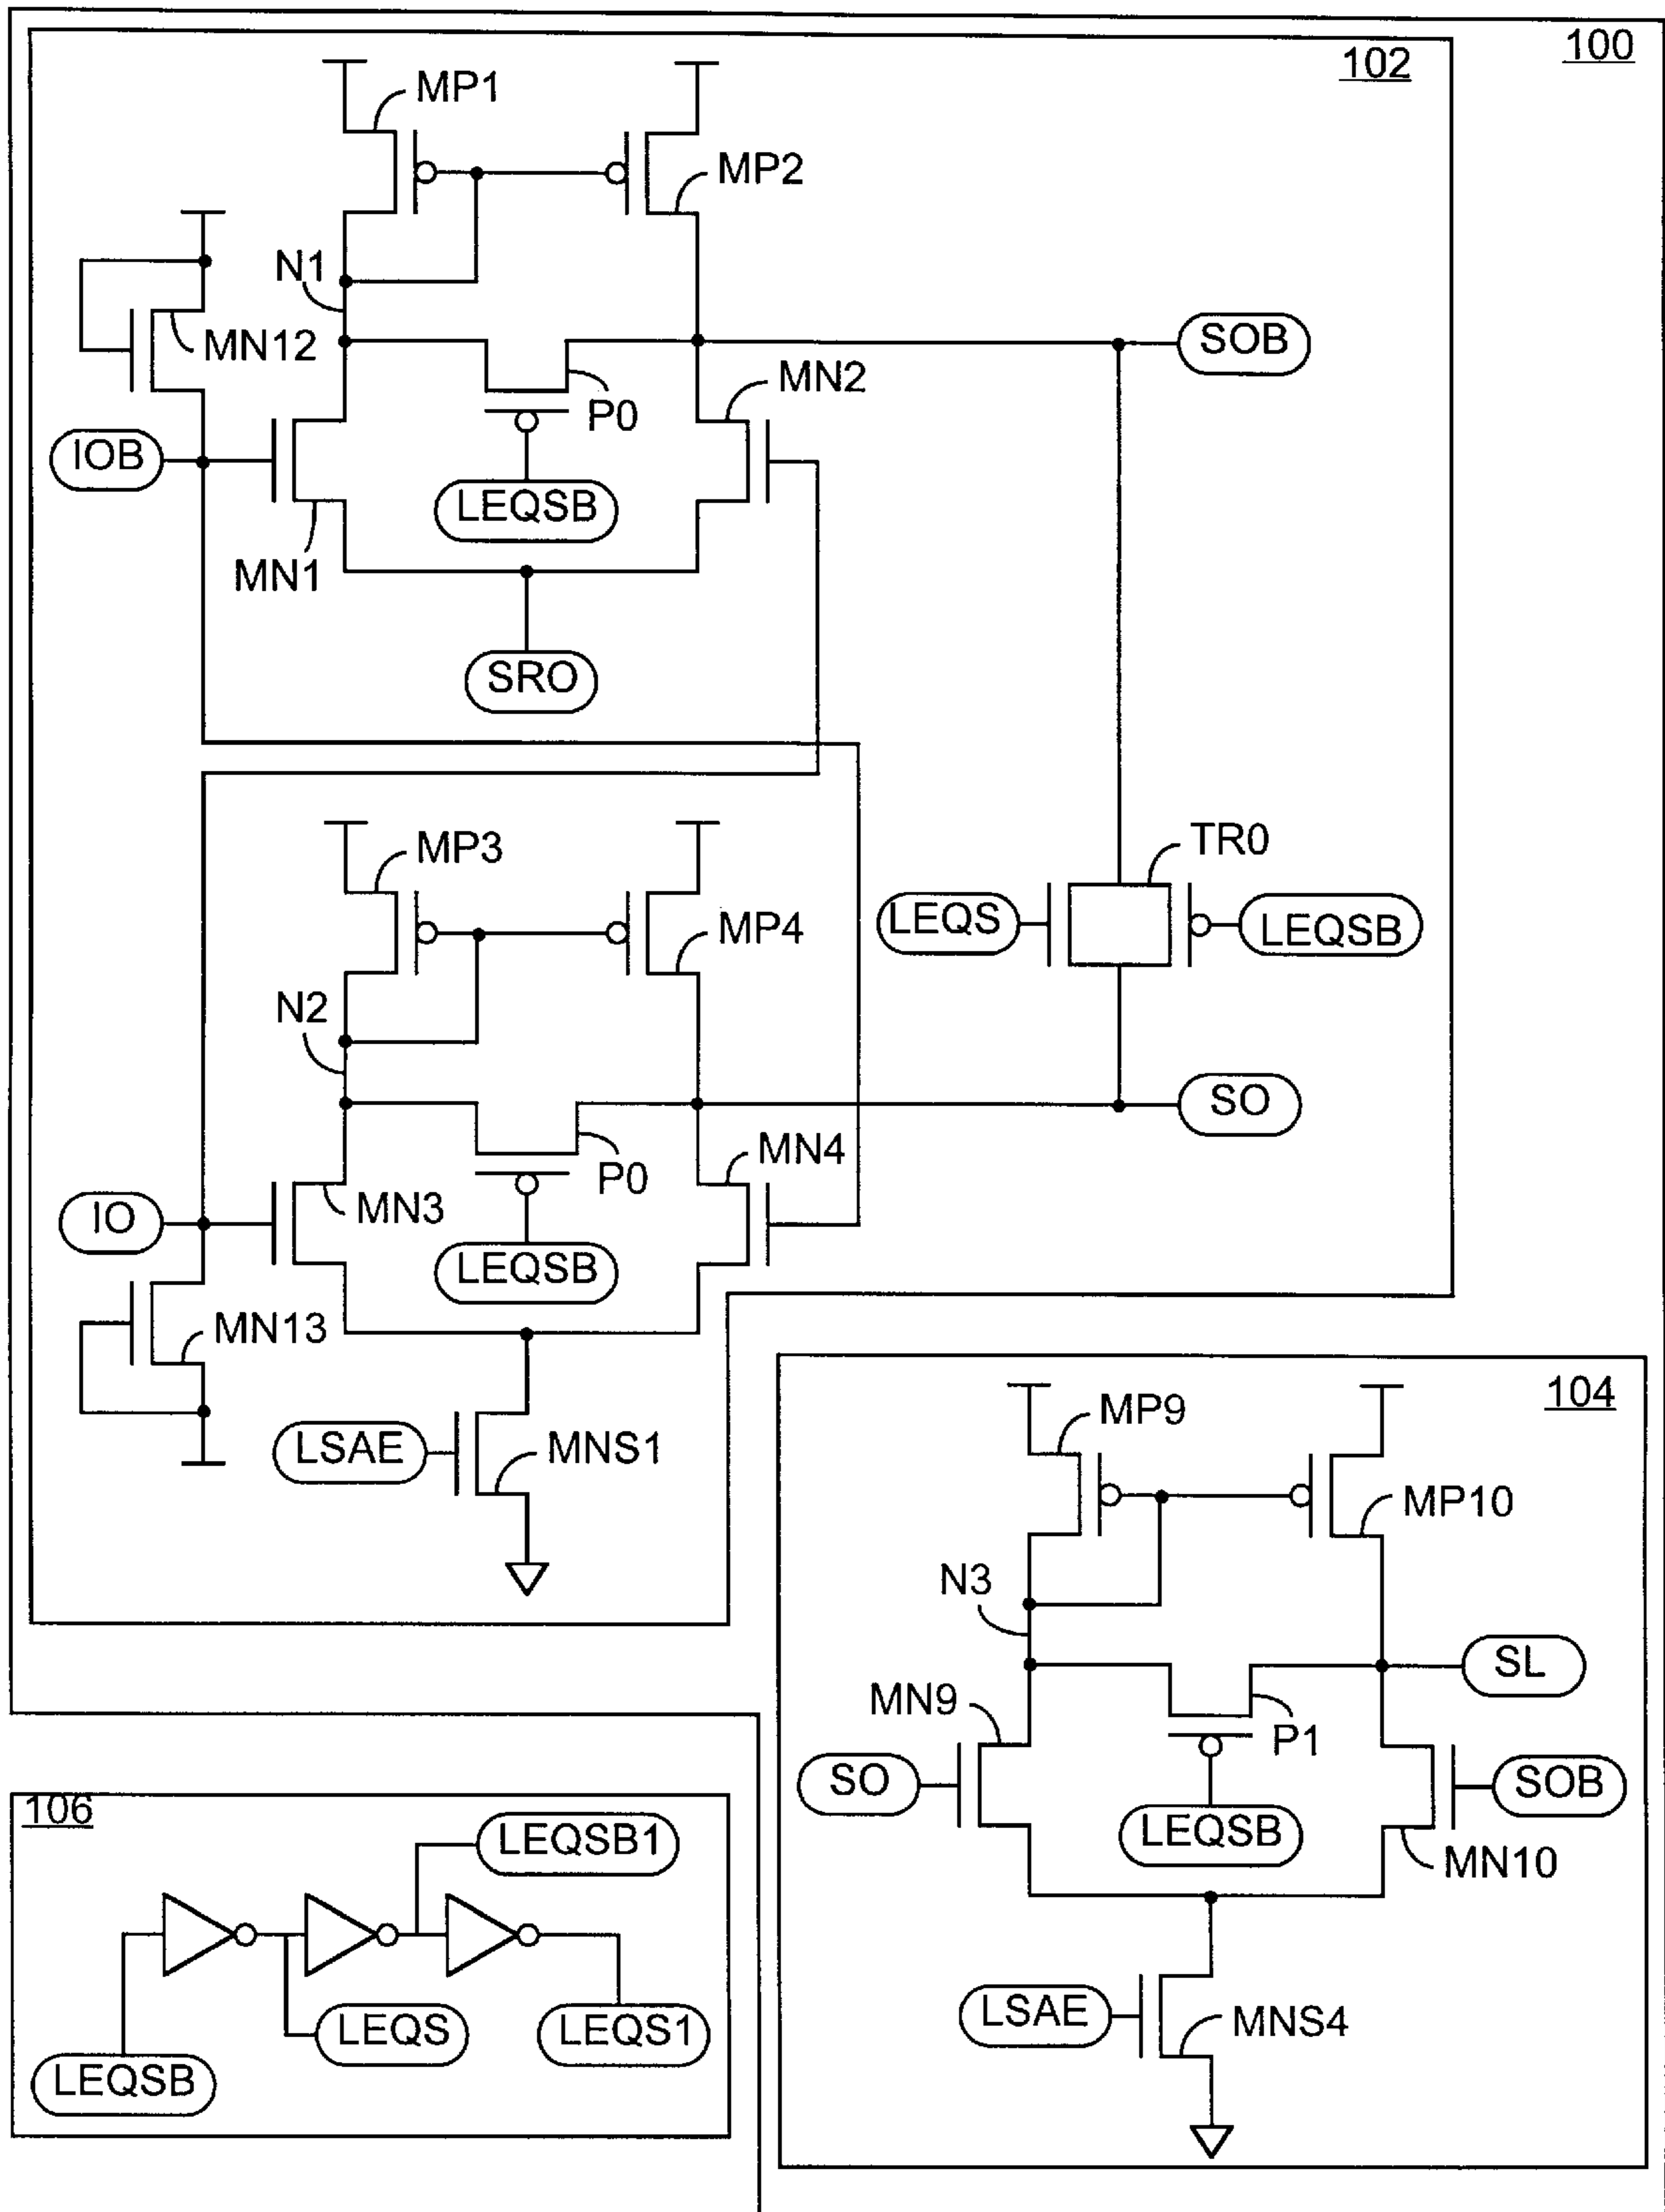 100
102
MP1
MP2
N1
MN12
SOB
MN2
P0
IOB
LEQSB
MN1
SRO
MP3
TR0
MP4
LEQS
LEQSB
N2
SO
MN4
P0
MN3
IO
LEQSB
MN13
104
MP9
LSAE
MNS1
MP10
N3
SL
MN9
P1
SO
SOB
106
LEQSB1
LEQSB
MN10
LSAE
MNS4
LEQS
LEQS1
LEQSB